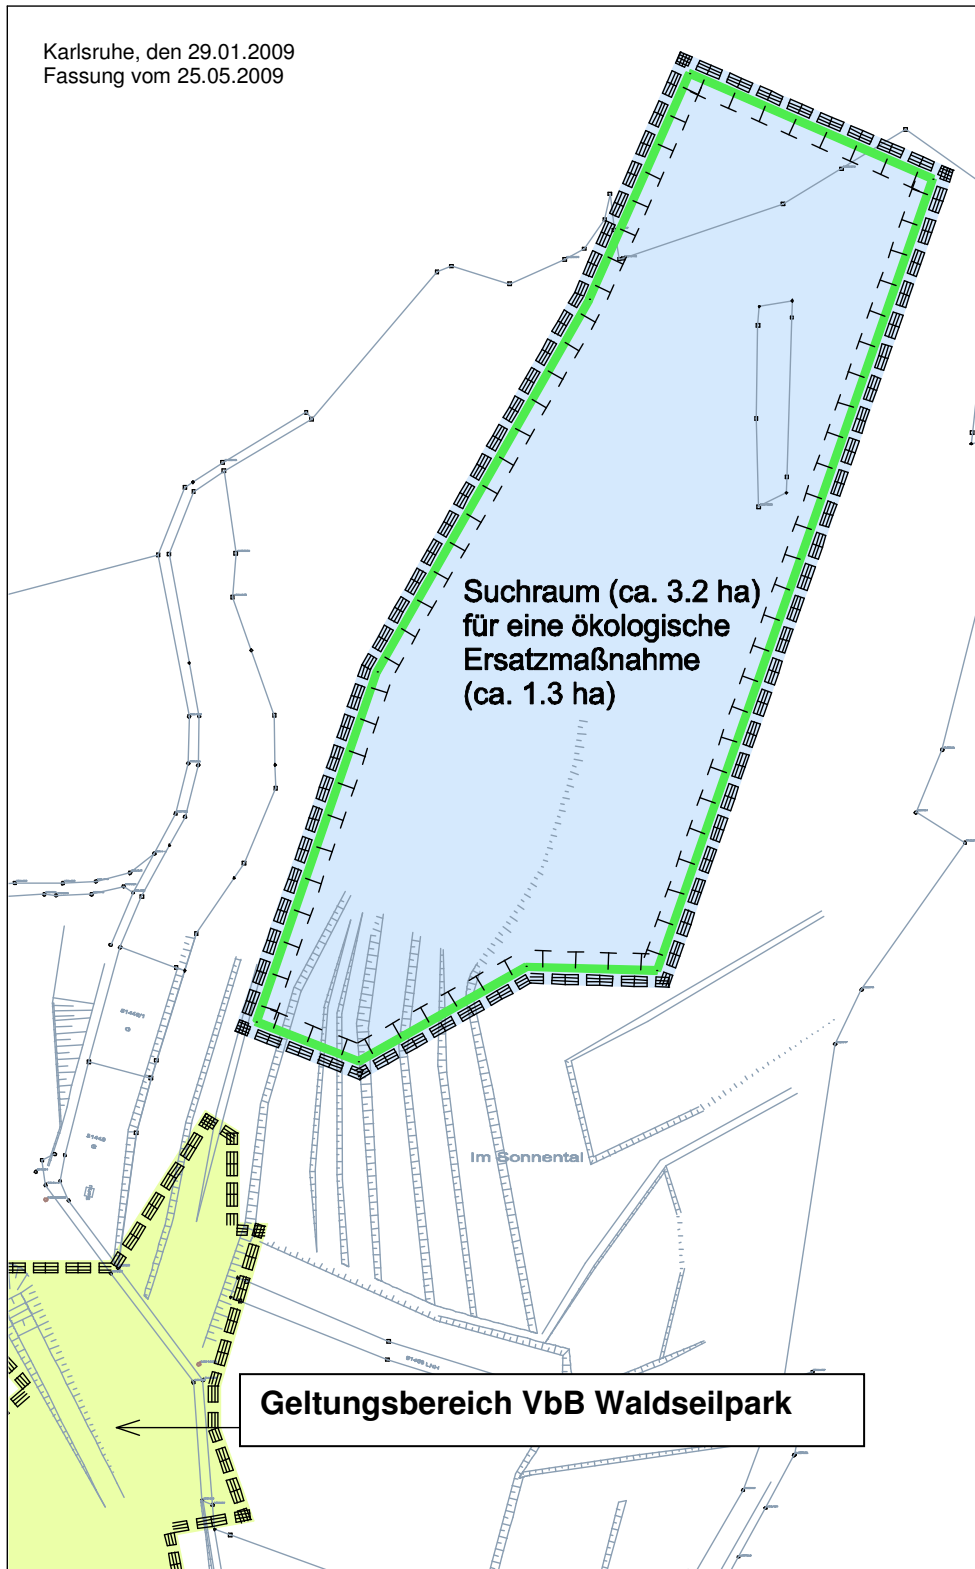 Karlsruhe, den 29.01.2009
Fassung vom 25.05.2009
Suchraum (ca. 3.2 ha)
für eine ökologische
Ersatzmaßnahme
(ca. 1.3 ha)
Im Sonnental
Geltungsbereich VbB Waldseilpark